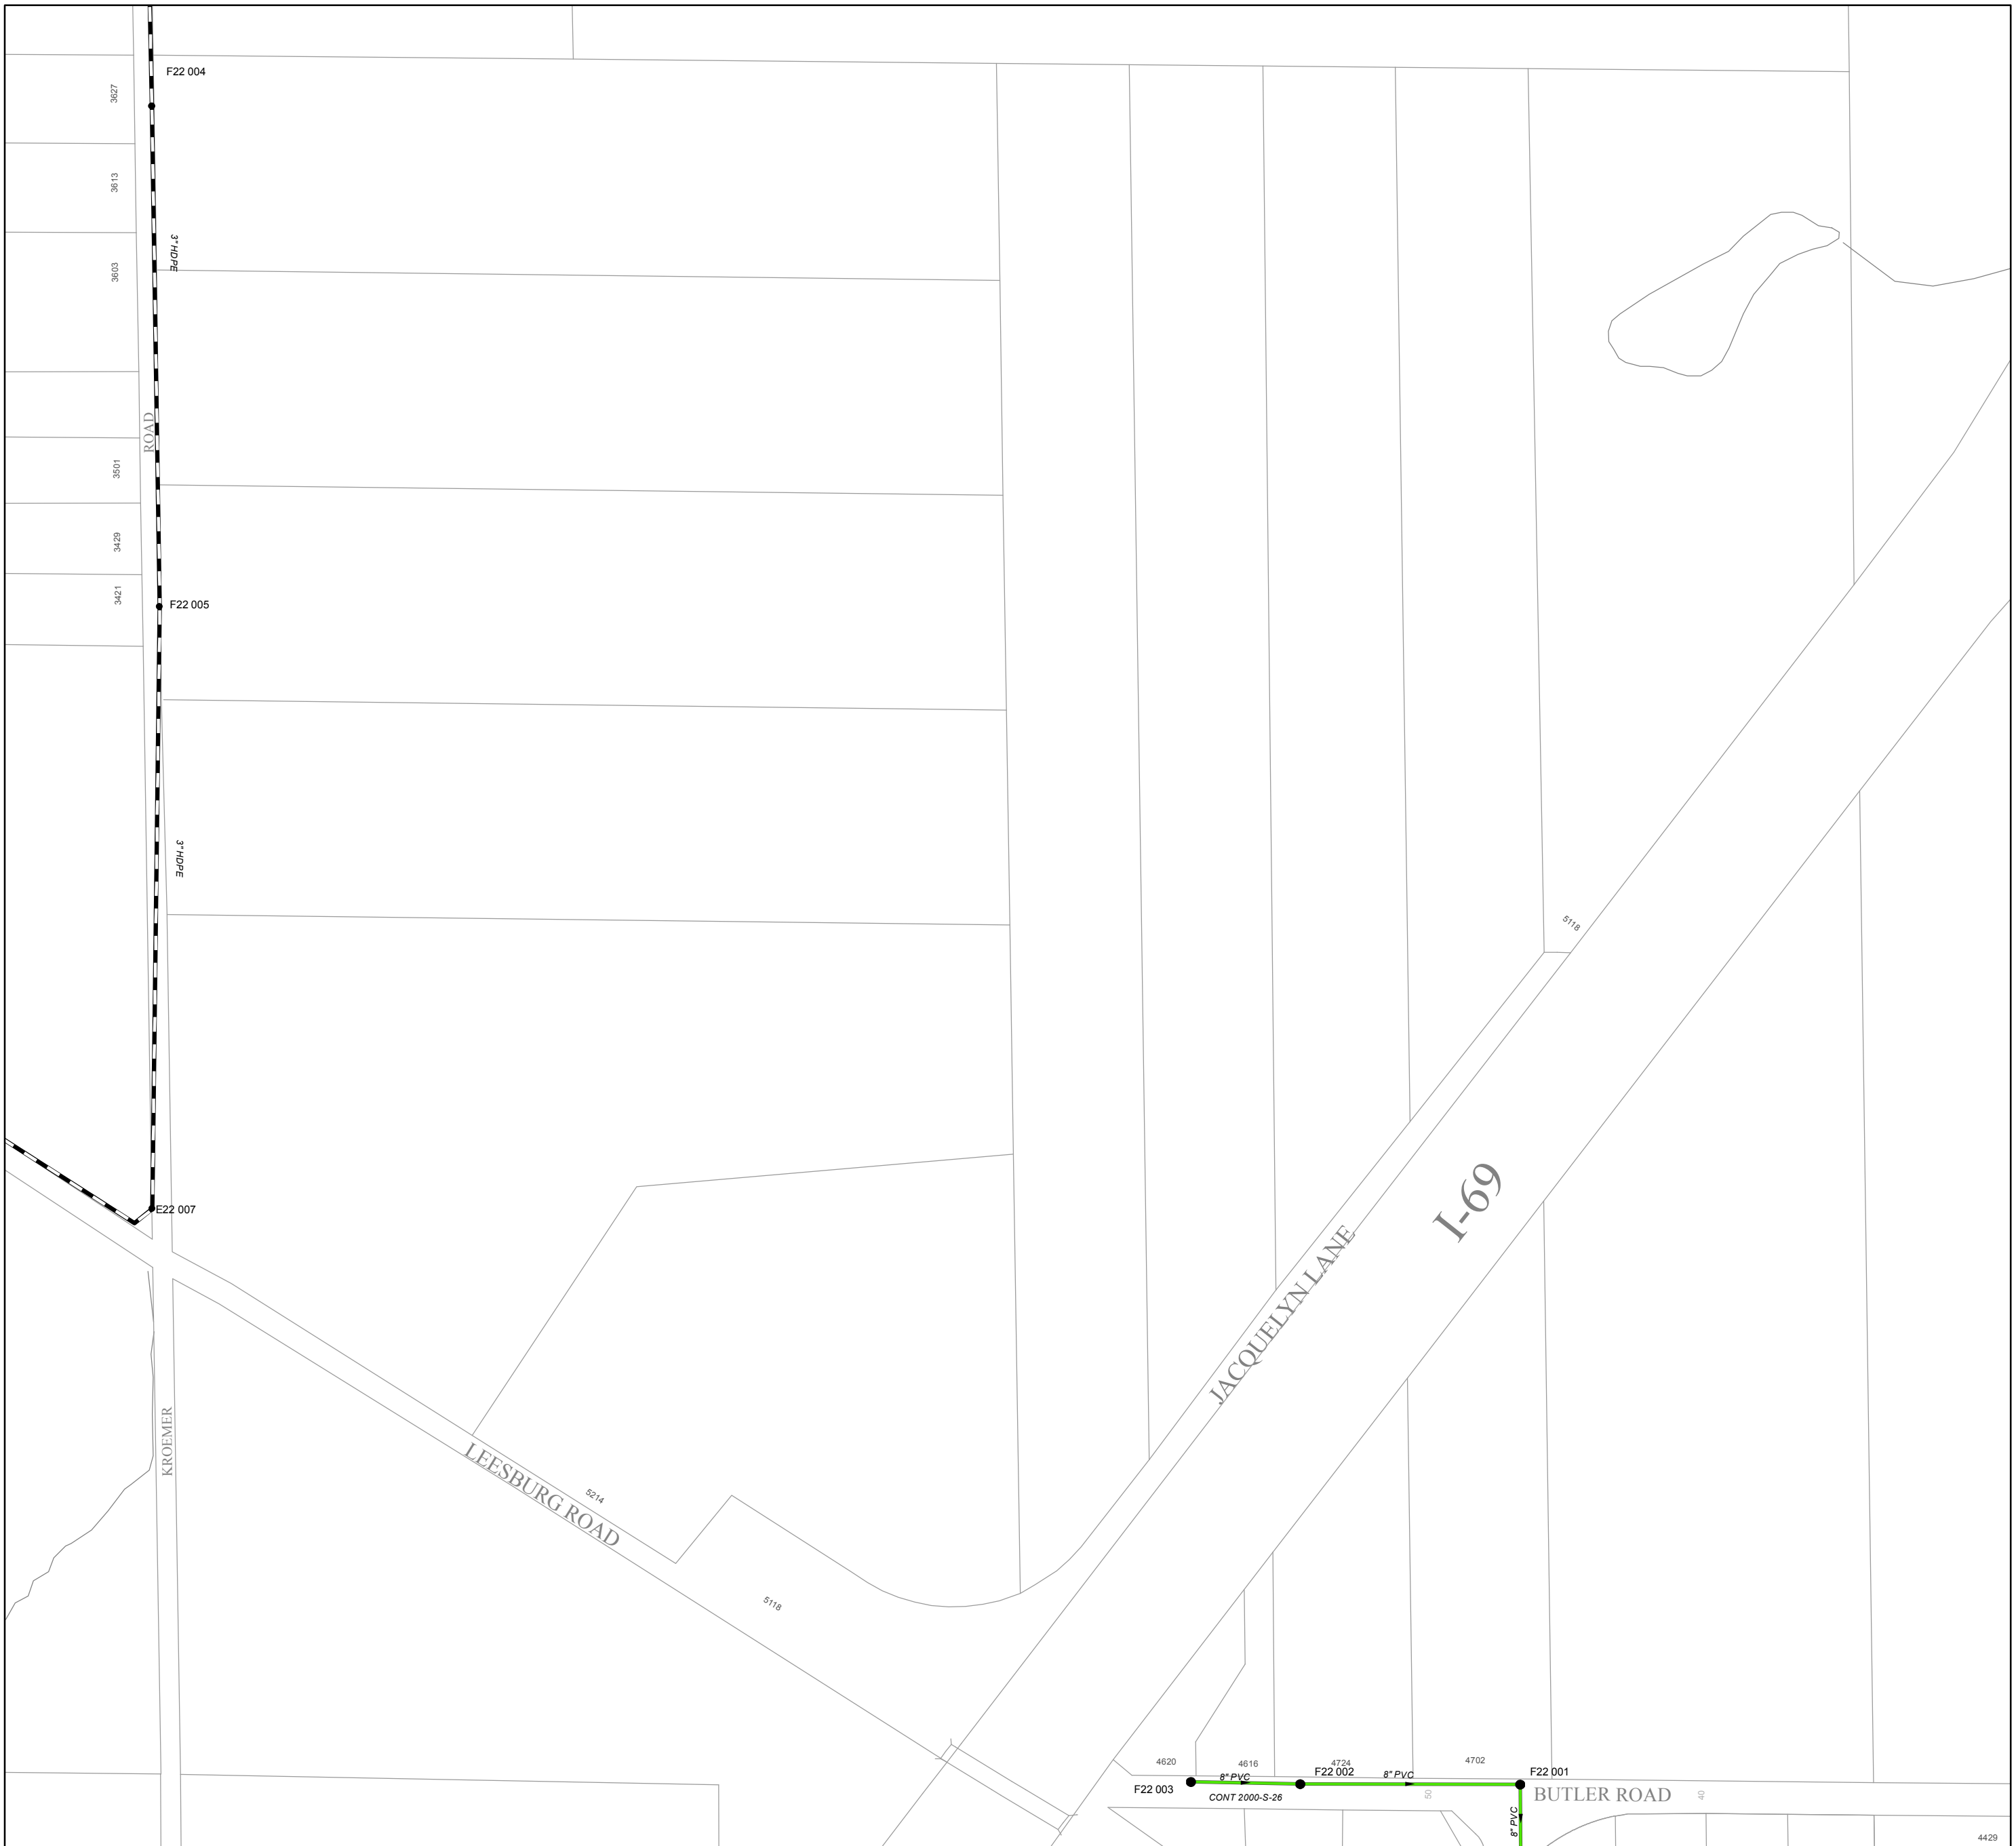 F22 004
3627
3613
3" HDPE
3603
ROAD
3501
3429
3421
F22 005
3" HDPE
5118
I-69
E22 007
JACQUELYN LANE
KROEMER
LEESBURG ROAD
5214
5118
4620
4616
4724
4702
F22 003
8" PVC
F22 002
8" PVC
F22 001
CONT 2000-S-26
50
BUTLER ROAD
40
8" PVC
4429